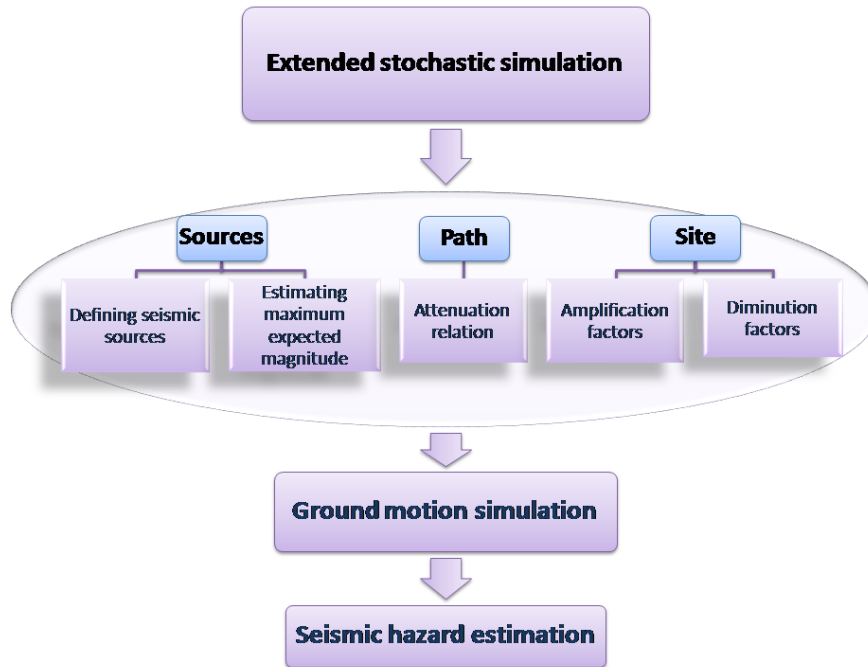 Extended stochastic simulation
Sources
Path
Site
Defining seismic
sources
Estimating
maximum
expected
magnitude
Attenuation
relation
Amplification
factors
Diminution
factors
Ground motion simulation
Seismic hazard estimation